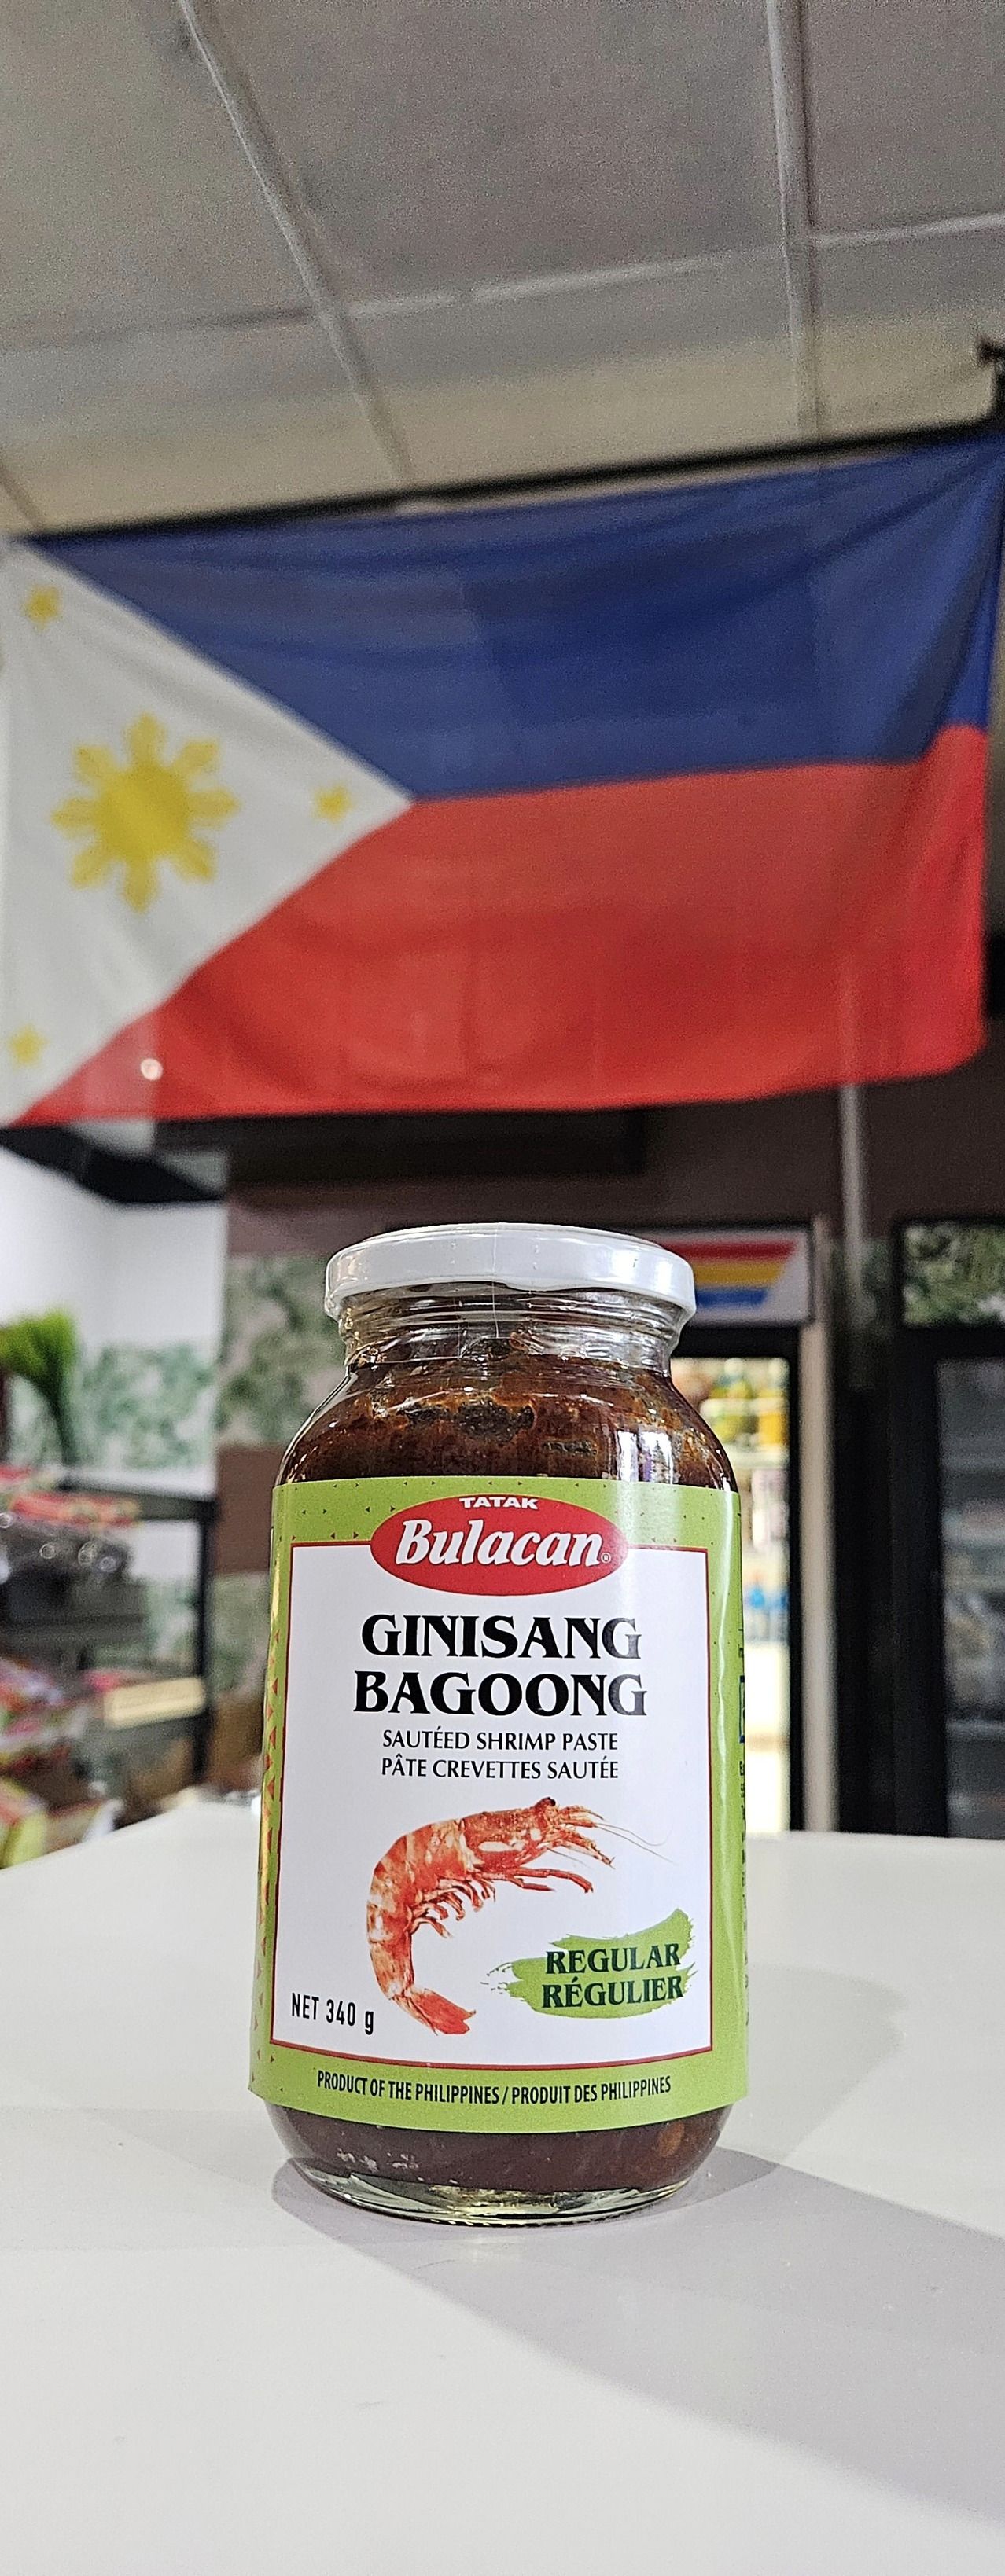 TATAK
Bulacan®
GINISANG
BAGOONG
SAUTÉED SHRIMP PASTE
PÂTE CREVETTES SAUTÉE
REGULAR
RÉGULIER
NET 340 g
PRODUCT OF THE PHILIPPINES / PRODUIT DES PHILIPPINES